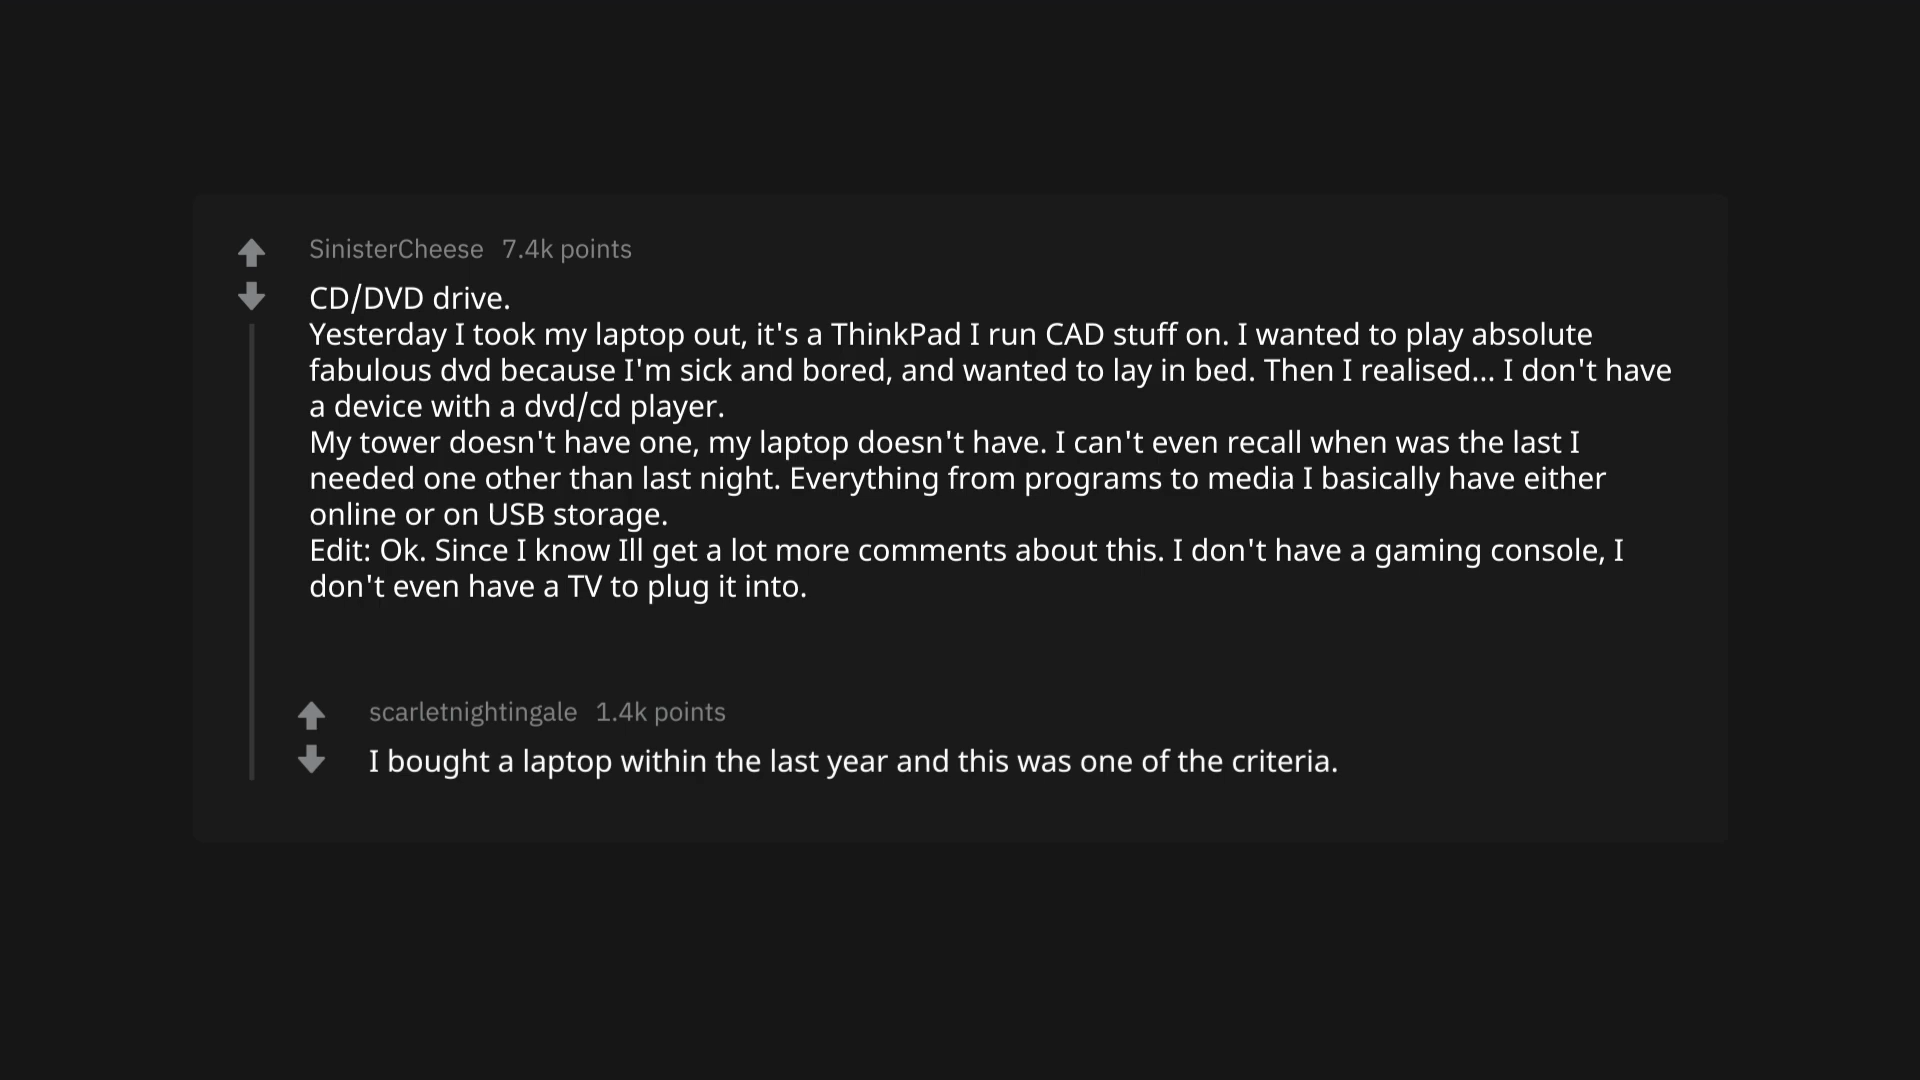 SinisterCheese 7.4k points
CD/DVD drive.
Yesterday I took my laptop out, it's a ThinkPad I run CAD stuff on. I wanted to play absolute
fabulous dvd because I'm sick and bored, and wanted to lay in bed. Then I realised... I don't have
a device with a dvd/cd player.
My tower doesn't have one, my laptop doesn't have. I can't even recall when was the last I
needed one other than last night. Everything from programs to media I basically have either
online or on USB storage.
Edit: Ok. Since I know Ill get a lot more comments about this. I don't have a gaming console, I
don't even have a TV to plug it into.
scarletnightingale 1.4k points
I bought a laptop within the last year and this was one of the criteria.